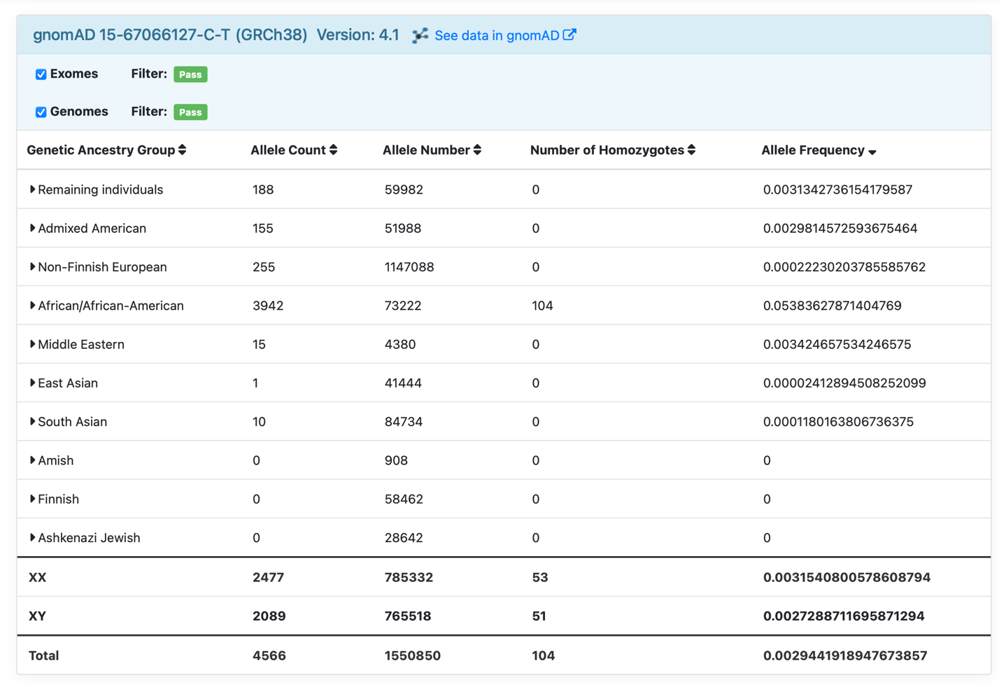 gnomAD 15-67066127-C-T (GRCh38) Version: 4.1 See data in gnomAD
Exomes Filter: Pass
Genomes Filter: Pass
Genetic Ancestry Group Allele Count Allele Number Number of Homozygotes Allele Frequency
Remaining individuals 188 59982 0 0.0031342736154179587
Admixed American 155 51988 0 0.0029814572593675464
Non-Finnish European 255 1147088 0 0.00022230203785585762
African/African-American 3942 73222 104 0.05383627871404769
Middle Eastern 15 4380 0 0.003424657534246575
East Asian 1 41444 0 0.00002412894508252099
South Asian 10 84734 0 0.0001180163806736375
Amish 0 908 0 0
Finnish 0 58462 0 0
Ashkenazi Jewish 0 28642 0 0
XX 2477 785332 53 0.0031540800578608794
XY 2089 765518 51 0.0027288711695871294
Total 4566 1550850 104 0.0029441918947673857